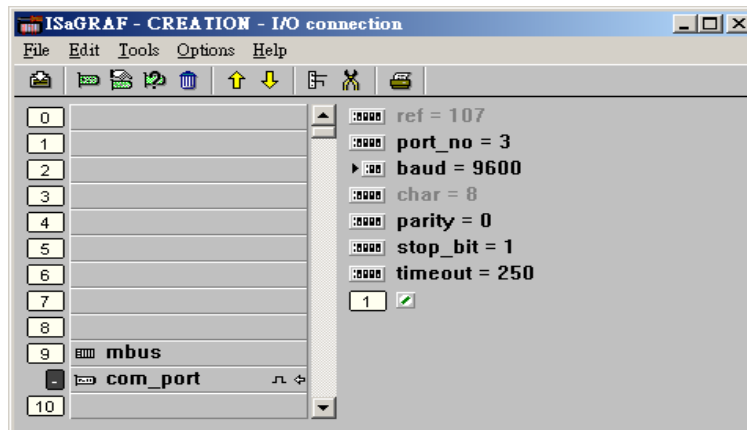 ISaGRAF - CREATION - I/O connection
File Edit Tools Options Help
0
1
2
3
4
5
6
7
8
9 mbus
- com_port
10
ref = 107
port_no = 3
baud = 9600
char = 8
parity = 0
stop_bit = 1
timeout = 250
1